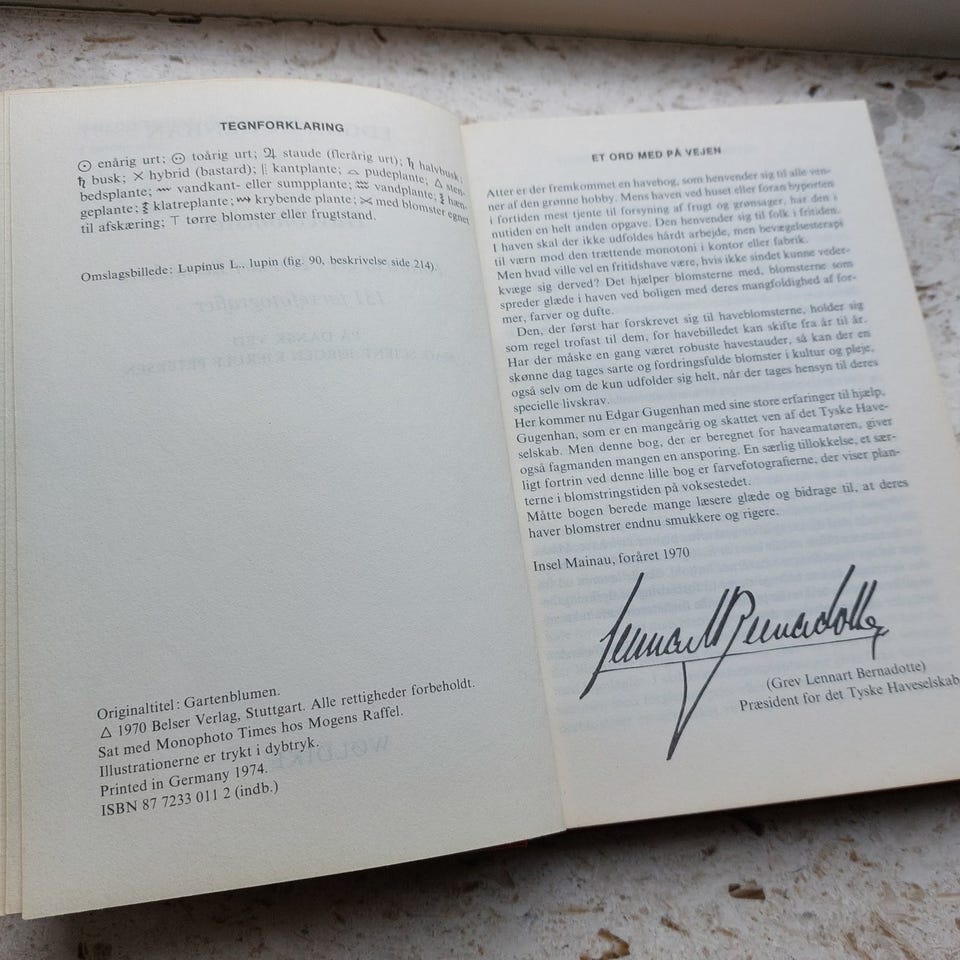 TEGNFORKLARING
☉ enårig urt; ⚇ toårig urt; ♃ staude (flerårig urt); ♄ halvbusk;
♄ busk; × hybrid (bastard); kantplante; pudeplante; △ sten-
bedsplante; vandkant- eller sumpplante; vandplante; hæn-
geplante; klatreplante; krybende plante; med blomster egnet
til afskæring; ⊤ tørre blomster eller frugtstand.
Omslagsbillede: Lupinus L., lupin (fig. 90, beskrivelse side 214).
Originaltitel: Gartenblumen.
△ 1970 Belser Verlag, Stuttgart. Alle rettigheder forbeholdt.
Sat med Monophoto Times hos Mogens Raffel.
Illustrationerne er trykt i dybtryk.
Printed in Germany 1974.
ISBN 87 7233 011 2 (indb.)
ET ORD MED PÅ VEJEN
Atter er der fremkommet en havebog, som henvender sig til alle ven-
ner af den grønne hobby. Mens haven ved huset eller foran byporten
i fortiden mest tjente til forsyning af frugt og grønsager, har den i
nutiden en helt anden opgave. Den henvender sig til folk i fritiden.
I haven skal der ikke udfoldes hårdt arbejde, men bevægelsesterapi
til værn mod den trættende monotoni i kontor eller fabrik.
Men hvad ville vel en fritidshave være, hvis ikke sindet kunne veder-
kvæge sig derved? Det hjælper blomsterne med, blomsterne som
spreder glæde i haven ved boligen med deres mangfoldighed af for-
mer, farver og dufte.
Den, der først har forskrevet sig til haveblomsterne, holder sig
som regel trofast til dem, for havebilledet kan skifte fra år til år.
Har der måske en gang været robuste havestauder, så kan der en
skønne dag tages sarte og fordringsfulde blomster i kultur og pleje,
også selv om de kun udfolder sig helt, når der tages hensyn til deres
specielle livskrav.
Her kommer nu Edgar Gugenhan med sine store erfaringer til hjælp,
Gugenhan, som er en mangeårig og skattet ven af det Tyske Have-
selskab. Men denne bog, der er beregnet for haveamatøren, giver
også fagmanden mangen en ansporing. En særlig tillokkelse, et sær-
ligt fortrin ved denne lille bog er farvefotografierne, der viser plan-
terne i blomstringstiden på voksestedet.
Måtte bogen berede mange læsere glæde og bidrage til, at deres
haver blomstrer endnu smukkere og rigere.
Insel Mainau, foråret 1970
Lennart Bernadotte
(Grev Lennart Bernadotte)
Præsident for det Tyske Haveselskab